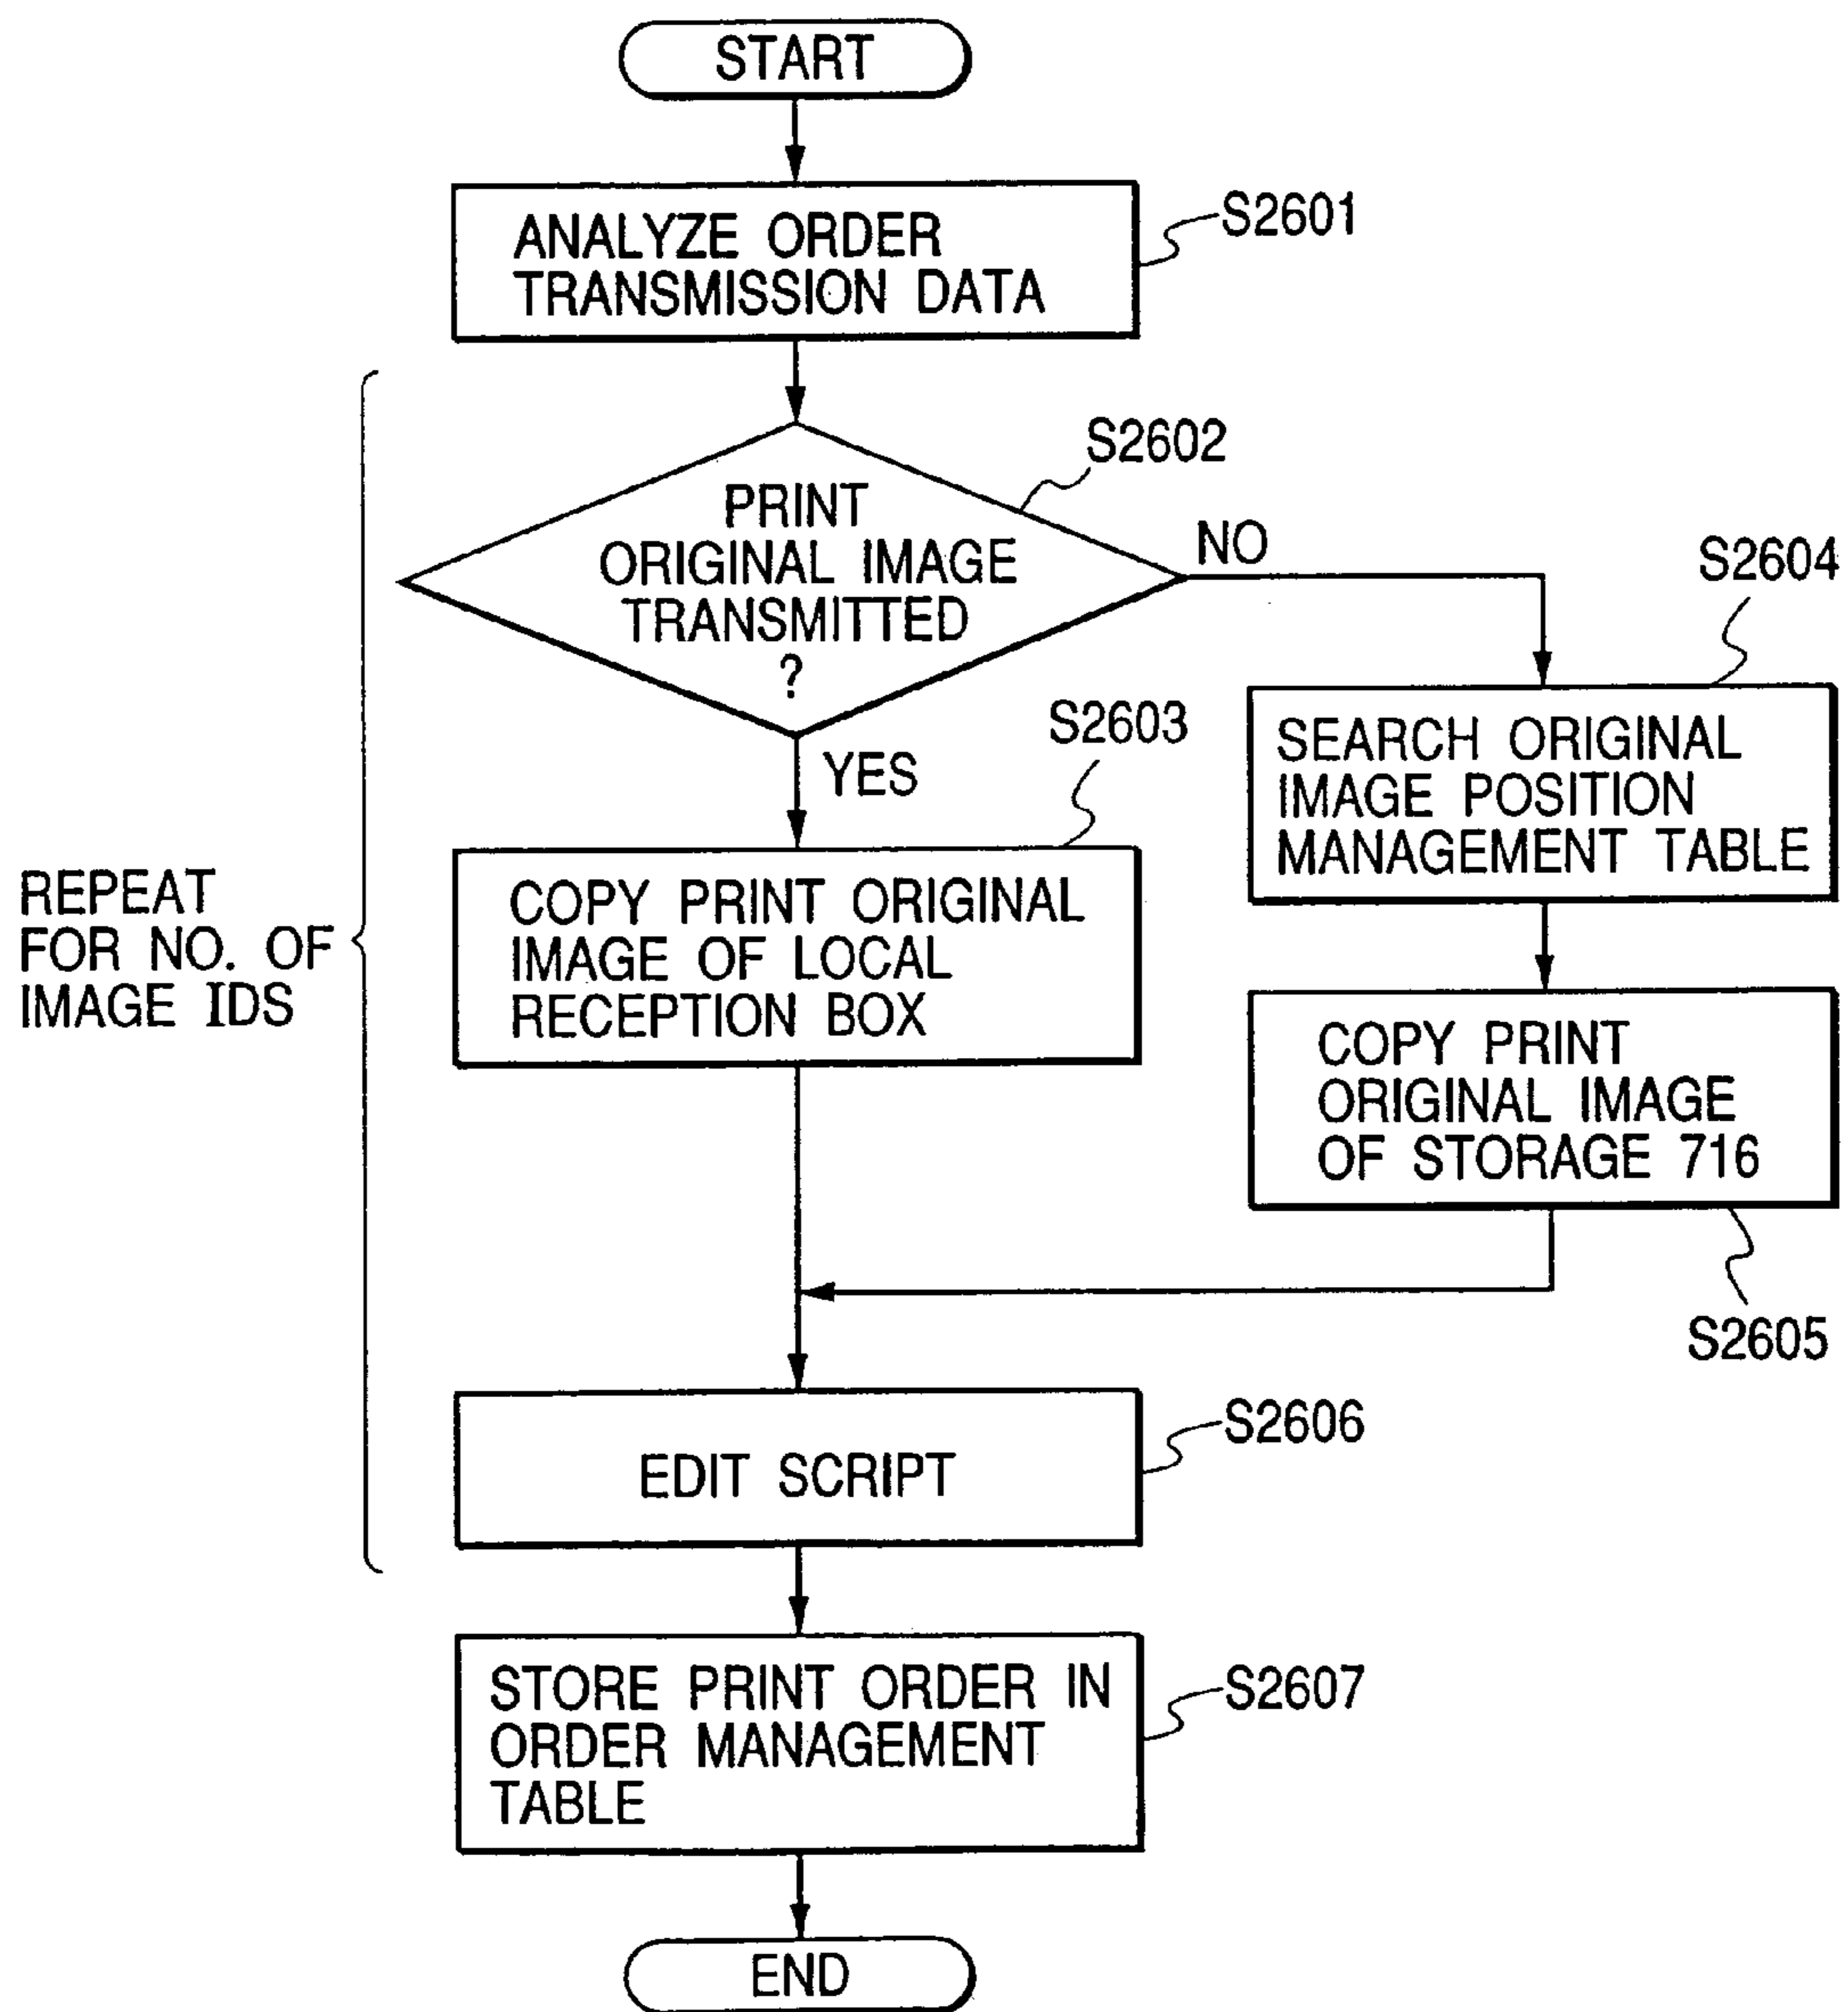 START
ANALYZE ORDER
TRANSMISSION DATA
S2601
PRINT
ORIGINAL IMAGE
TRANSMITTED
?
S2602
NO
YES
S2603
COPY PRINT ORIGINAL
IMAGE OF LOCAL
RECEPTION BOX
S2604
SEARCH ORIGINAL
IMAGE POSITION
MANAGEMENT TABLE
COPY PRINT
ORIGINAL IMAGE
OF STORAGE 716
S2605
REPEAT
FOR NO. OF
IMAGE IDS
EDIT SCRIPT
S2606
STORE PRINT ORDER IN
ORDER MANAGEMENT
TABLE
S2607
END